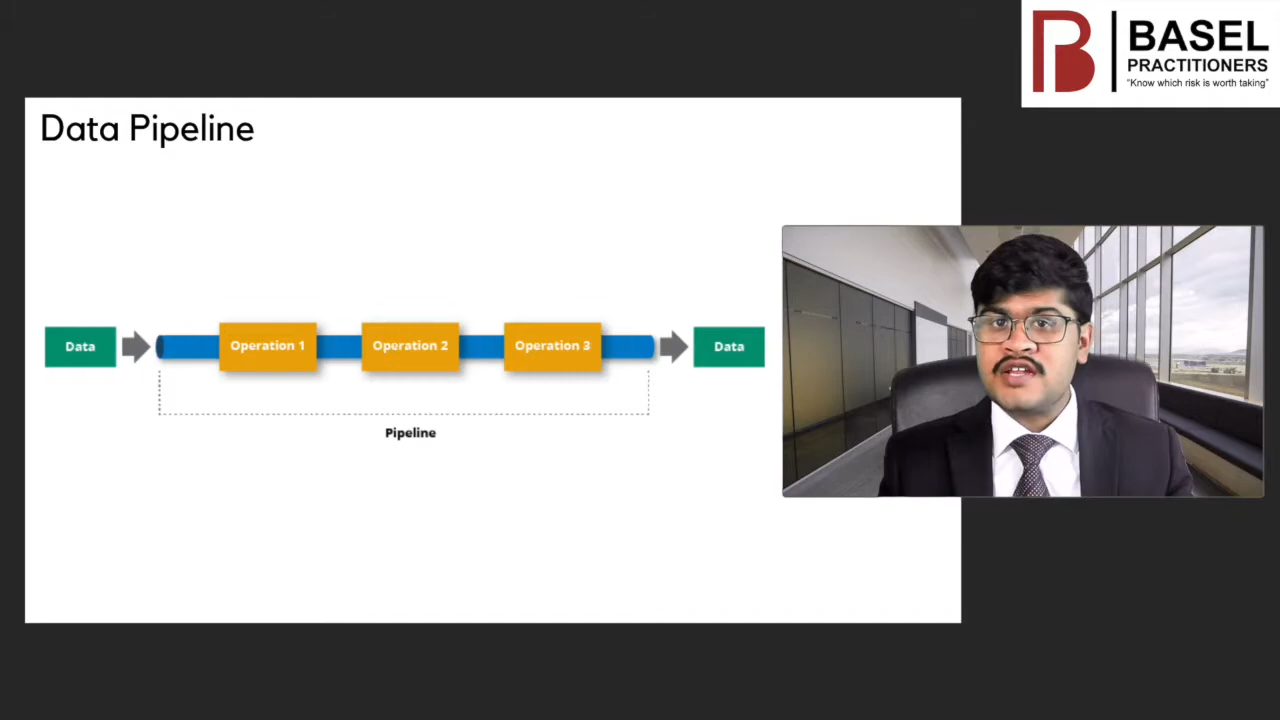 BASEL
PRACTITIONERS
"Know which risk is worth taking"
Data Pipeline
Data
Operation 1
Operation 2
Operation 3
Data
Pipeline